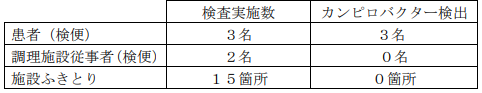 検査実施数 カンピロバクター検出
患者（検便） ３名 ３名
調理施設従事者（検便） ２名 ０名
施設ふきとり １５箇所 ０箇所